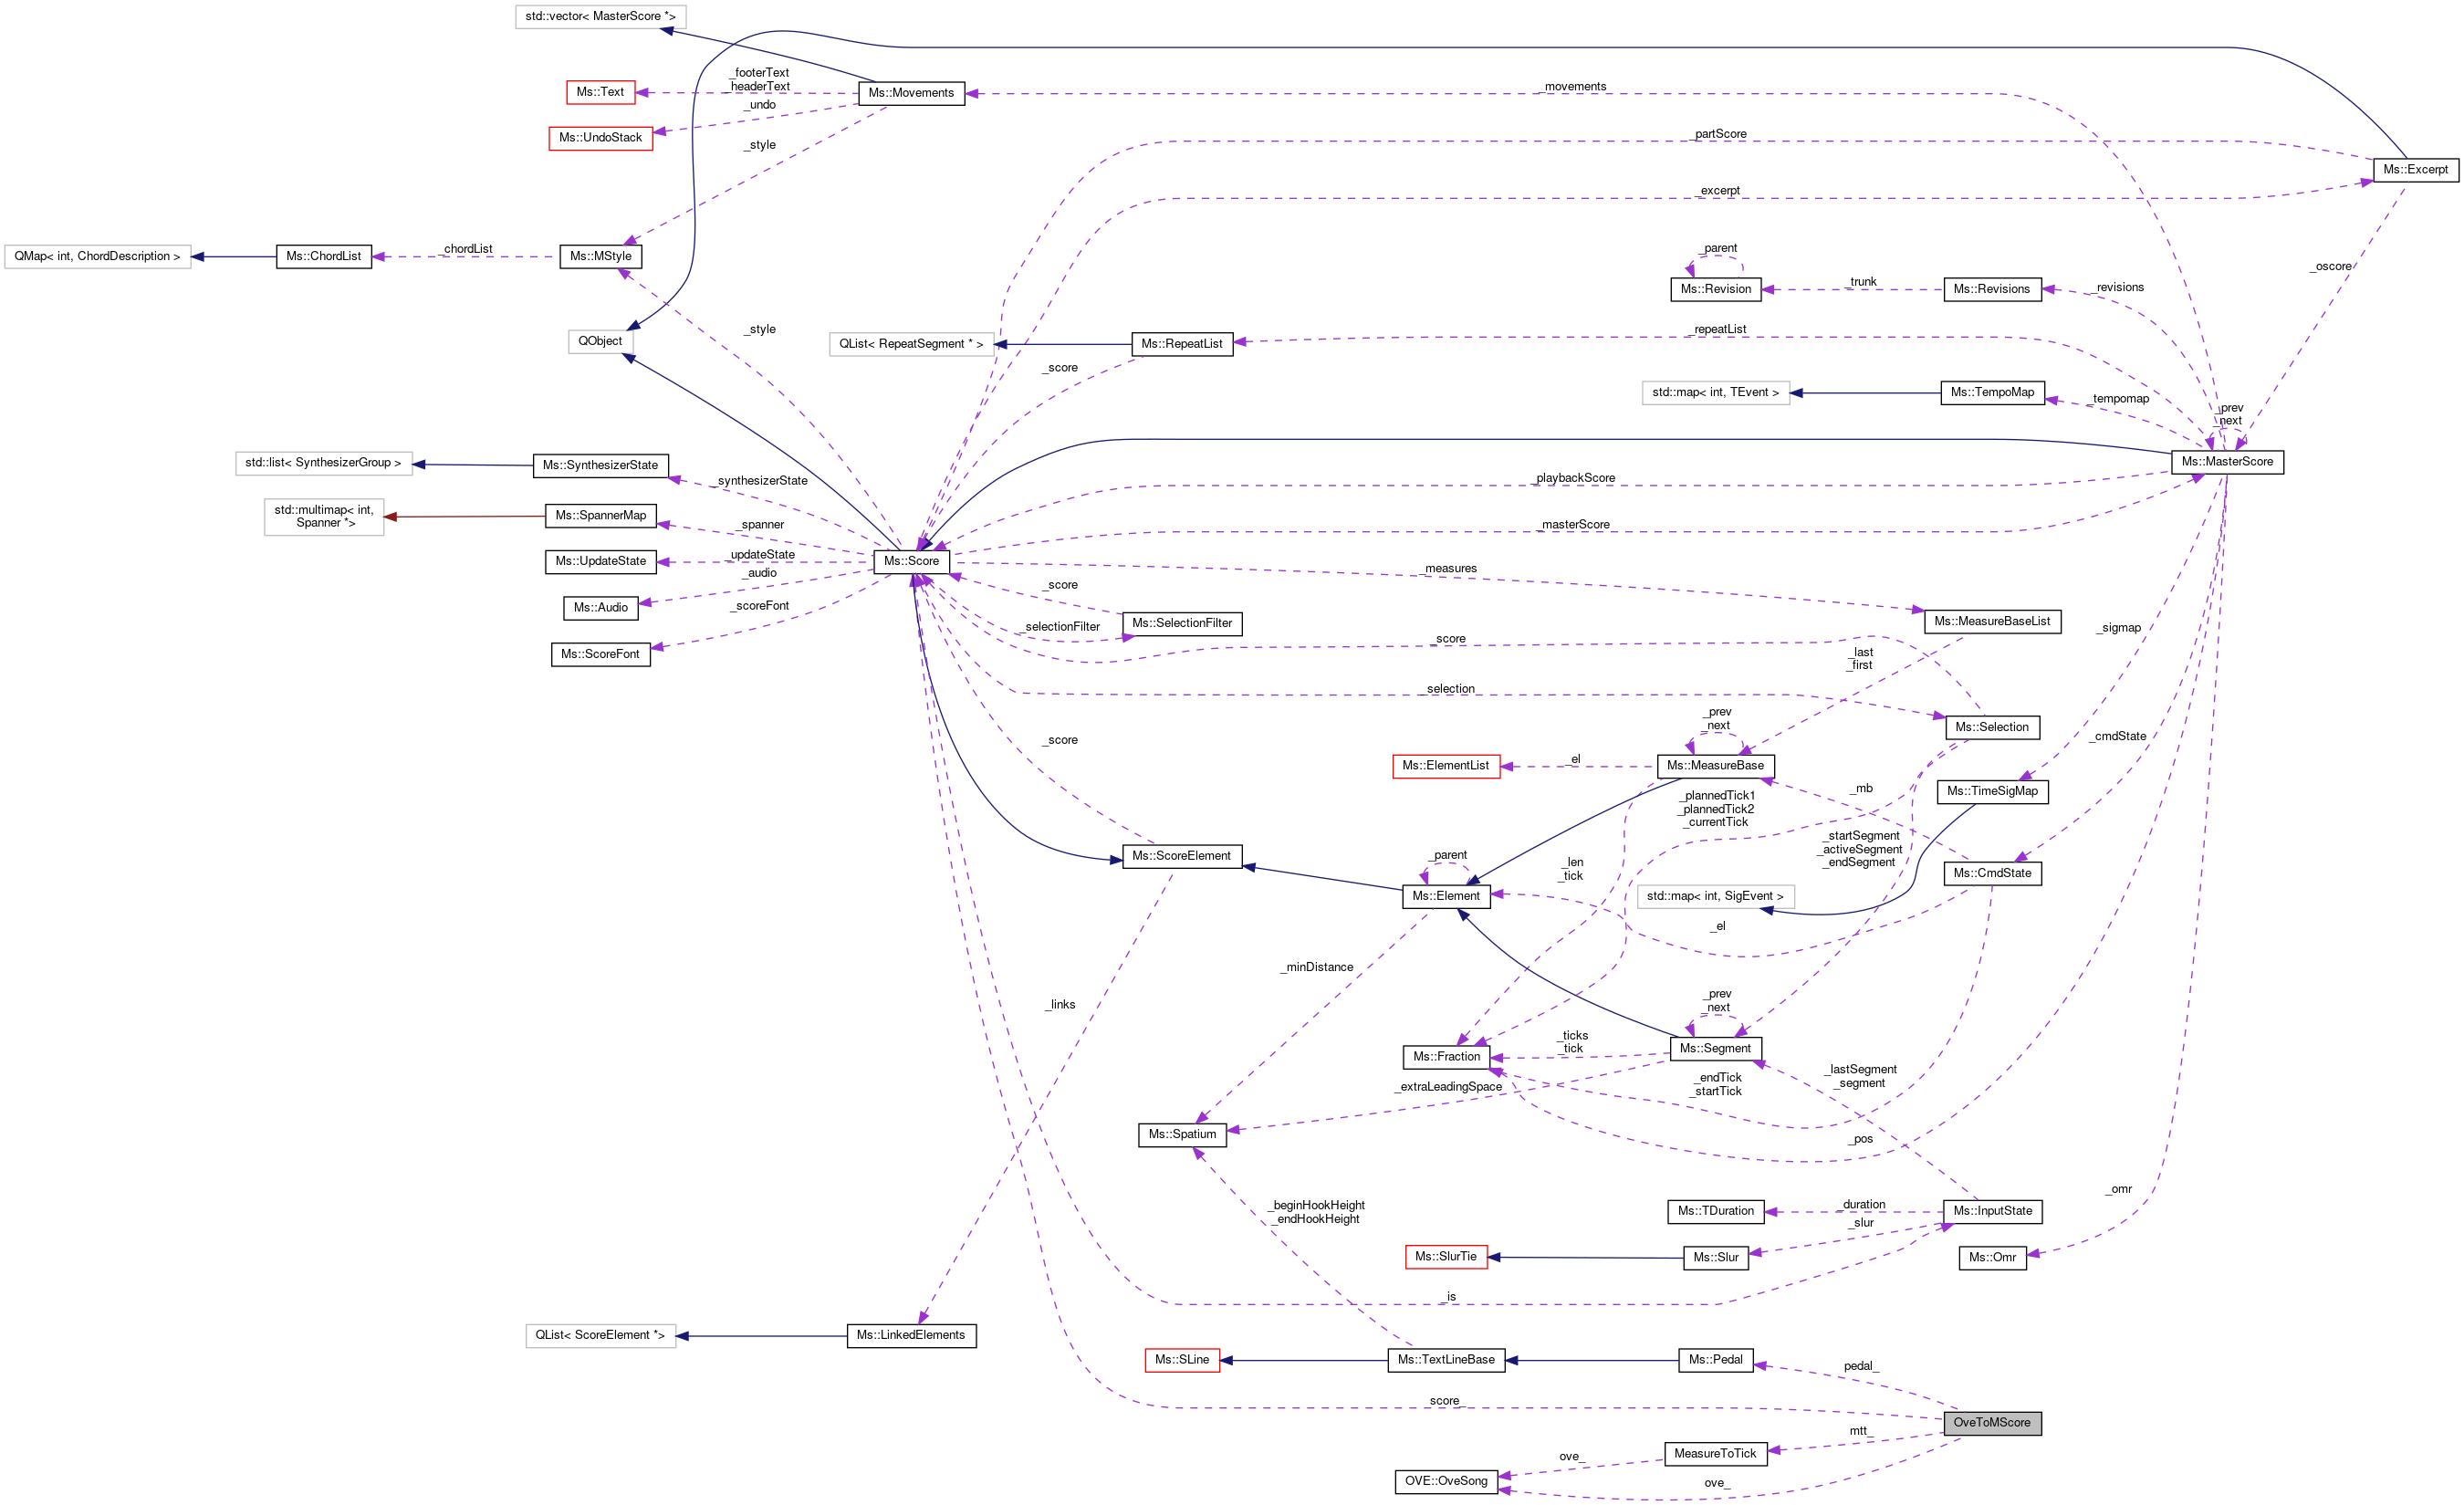 std::vector< MasterScore *>
_footerText
_headerText
Ms::Text
Ms::Movements
_movements
_undo
Ms::UndoStack
_style
_partScore
Ms::Excerpt
_excerpt
QMap< int, ChordDescription >
Ms::ChordList
_chordList
Ms::MStyle
_parent
_oscore
Ms::Revision
_trunk
Ms::Revisions
_revisions
_style
QObject
QList< RepeatSegment * >
Ms::RepeatList
_repeatList
_score
std::map< int, TEvent >
Ms::TempoMap
_tempomap
_prev
_next
Ms::MasterScore
std::list< SynthesizerGroup >
Ms::SynthesizerState
_synthesizerState
_playbackScore
std::multimap< int,
Spanner *>
Ms::SpannerMap
_spanner
_masterScore
Ms::UpdateState
_updateState
Ms::Score
_measures
Ms::Audio
_audio
_score
_scoreFont
Ms::ScoreFont
_selectionFilter
Ms::SelectionFilter
Ms::MeasureBaseList
_sigmap
_score
_last
_first
_selection
Ms::Selection
_prev
_next
_cmdState
_score
Ms::ElementList
_el
Ms::MeasureBase
_mb
Ms::TimeSigMap
_plannedTick1
_plannedTick2
_currentTick
_startSegment
_activeSegment
_endSegment
Ms::ScoreElement
_parent
_len
_tick
Ms::CmdState
Ms::Element
std::map< int, SigEvent >
_el
_minDistance
_links
_prev
_next
_ticks
_tick
Ms::Fraction
Ms::Segment
_extraLeadingSpace
_endTick
_startTick
_lastSegment
_segment
Ms::Spatium
_pos
_omr
_beginHookHeight
_endHookHeight
Ms::TDuration
_duration
Ms::InputState
_slur
Ms::SlurTie
Ms::Slur
Ms::Omr
_is
QList< ScoreElement *>
Ms::LinkedElements
Ms::SLine
Ms::TextLineBase
Ms::Pedal
pedal_
score_
OveToMScore
mtt_
MeasureToTick
ove_
OVE::OveSong
ove_